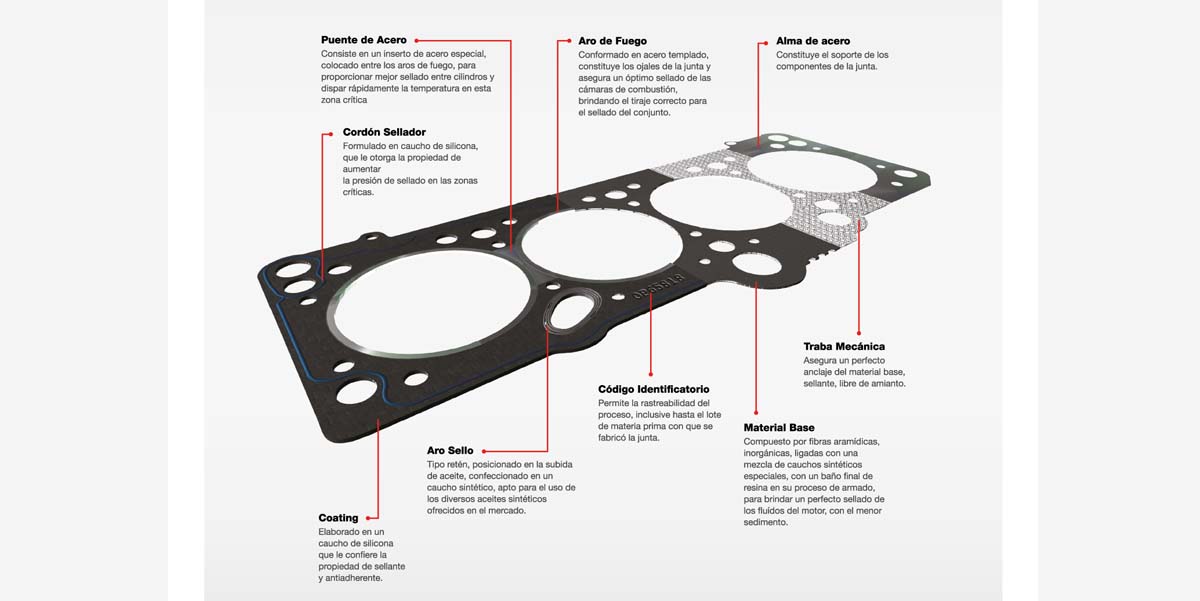 Puente de Acero
Consiste en un inserto de acero especial,
colocado entre los aros de fuego, para
proporcionar mejor sellado entre cilindros y
dispar rápidamente la temperatura en esta
zona crítica
Aro de Fuego
Conformado en acero templado,
constituye los ojales de la junta y
asegura un óptimo sellado de las
cámaras de combustión,
brindando el tiraje correcto para
el sellado del conjunto.
Alma de acero
Constituye el soporte de los
componentes de la junta.
Cordón Sellador
Formulado en caucho de silicona,
que le otorga la propiedad de
aumentar
la presión de sellado en las zonas
críticas.
Traba Mecánica
Asegura un perfecto
anclaje del material base,
sellante, libre de amianto.
Código Identificatorio
Permite la rastreabilidad del
proceso, inclusive hasta el lote
de materia prima con que se
fabricó la junta.
Material Base
Compuesto por fibras aramídicas,
inorgánicas, ligadas con una
mezcla de cauchos sintéticos
especiales, con un baño final de
resina en su proceso de armado,
para brindar un perfecto sellado de
los fluídos del motor, con el menor
sedimento.
Aro Sello
Tipo retén, posicionado en la subida
de aceite, confeccionado en un
caucho sintético, apto para el uso de
los diversos aceites sintéticos
ofrecidos en el mercado.
Coating
Elaborado en un
caucho de silicona
que le confiere la
propiedad de sellante
y antiadherente.